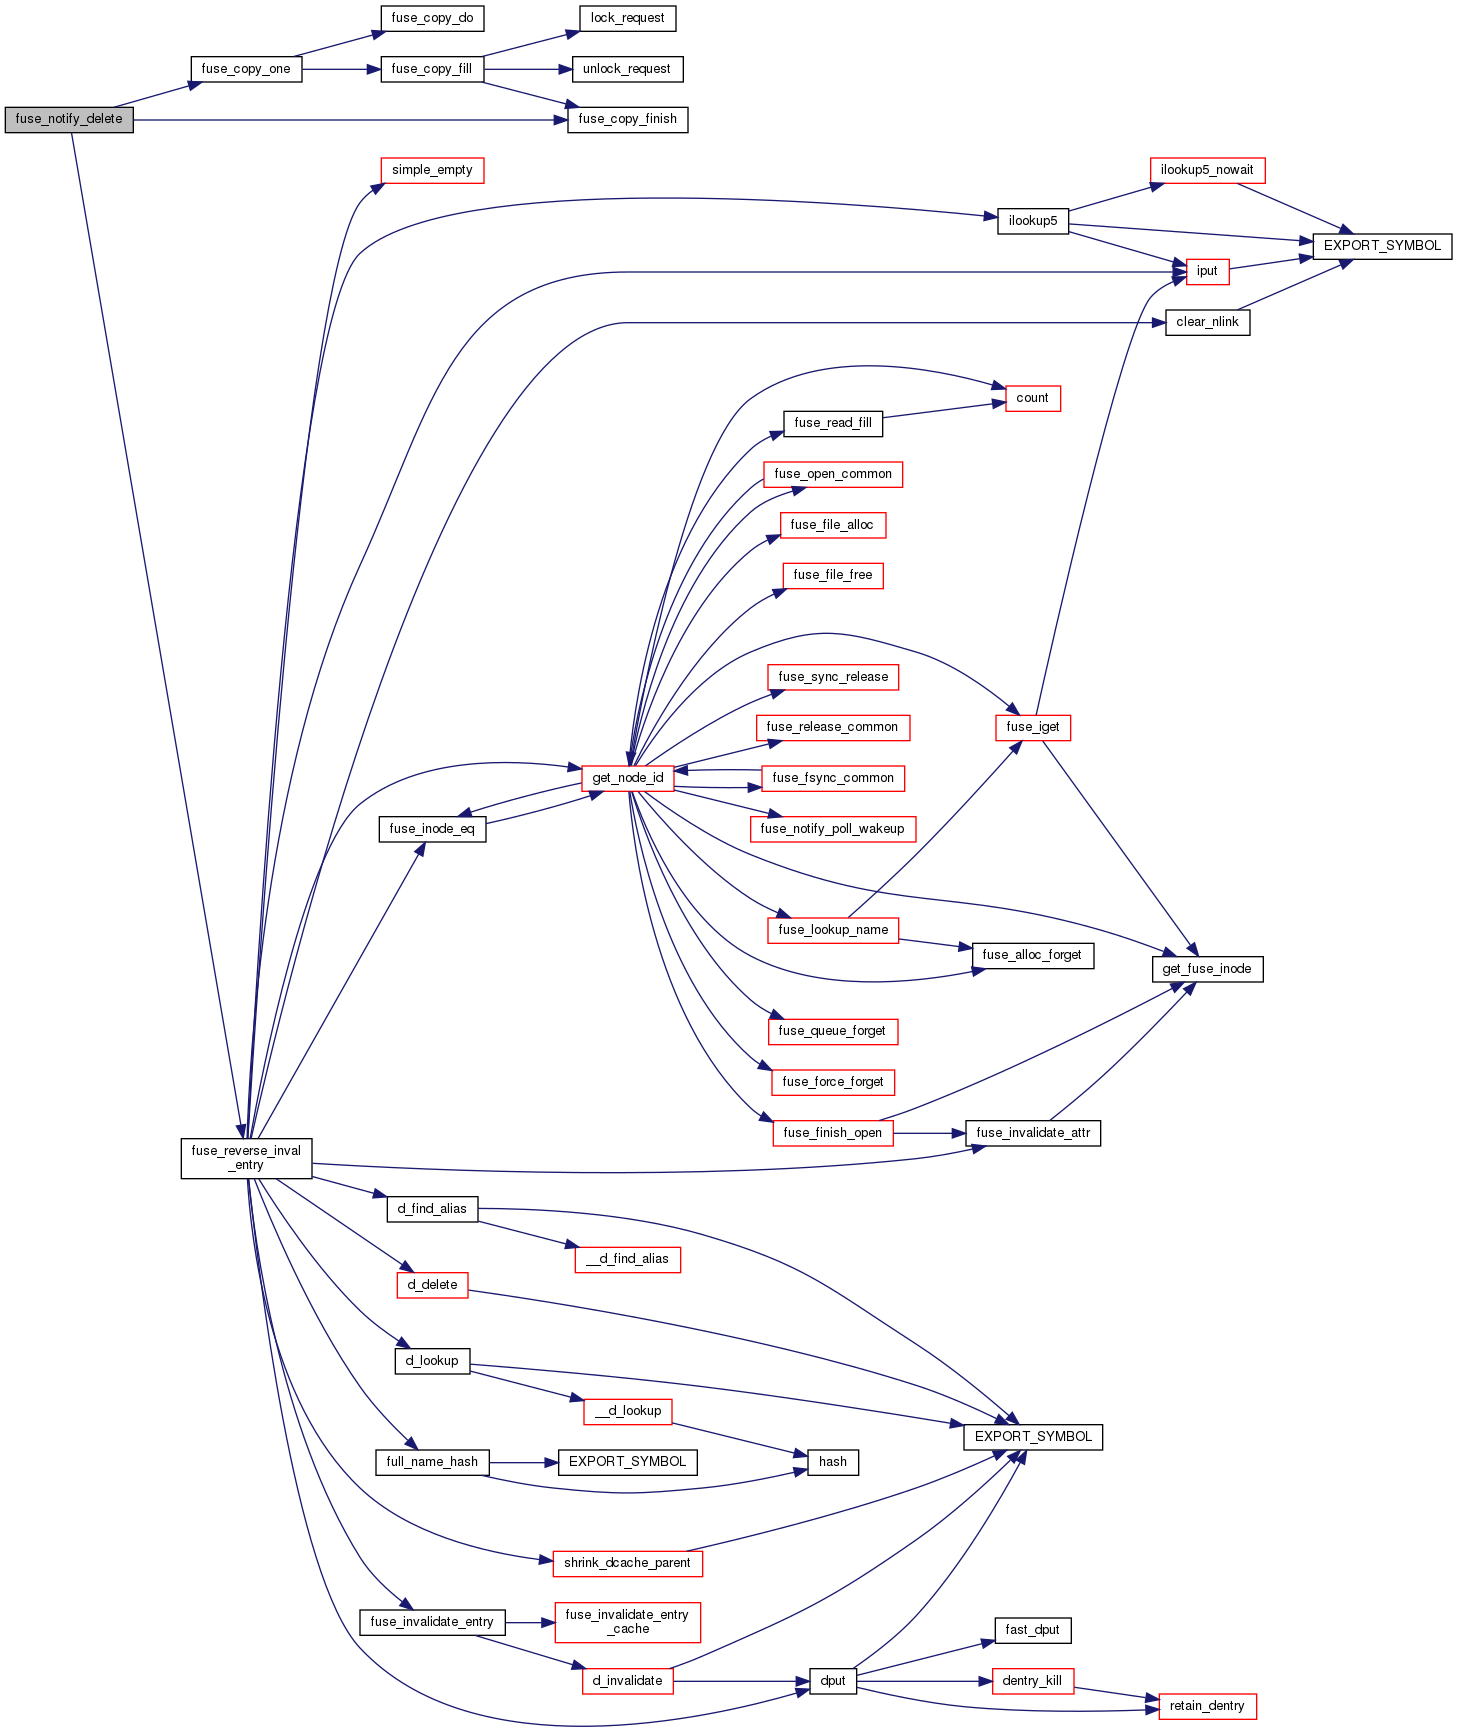 fuse_copy_do
lock_request
fuse_copy_one
fuse_copy_fill
unlock_request
fuse_notify_delete
fuse_copy_finish
simple_empty
ilookup5_nowait
ilookup5
EXPORT_SYMBOL
iput
clear_nlink
count
fuse_read_fill
fuse_open_common
fuse_file_alloc
fuse_file_free
fuse_sync_release
fuse_release_common
fuse_iget
get_node_id
fuse_fsync_common
fuse_inode_eq
fuse_notify_poll_wakeup
fuse_lookup_name
fuse_alloc_forget
get_fuse_inode
fuse_queue_forget
fuse_force_forget
fuse_finish_open
fuse_invalidate_attr
fuse_reverse_inval
_entry
d_find_alias
__d_find_alias
d_delete
d_lookup
__d_lookup
EXPORT_SYMBOL
full_name_hash
EXPORT_SYMBOL
hash
shrink_dcache_parent
fuse_invalidate_entry
fuse_invalidate_entry
_cache
fast_dput
d_invalidate
dput
dentry_kill
retain_dentry